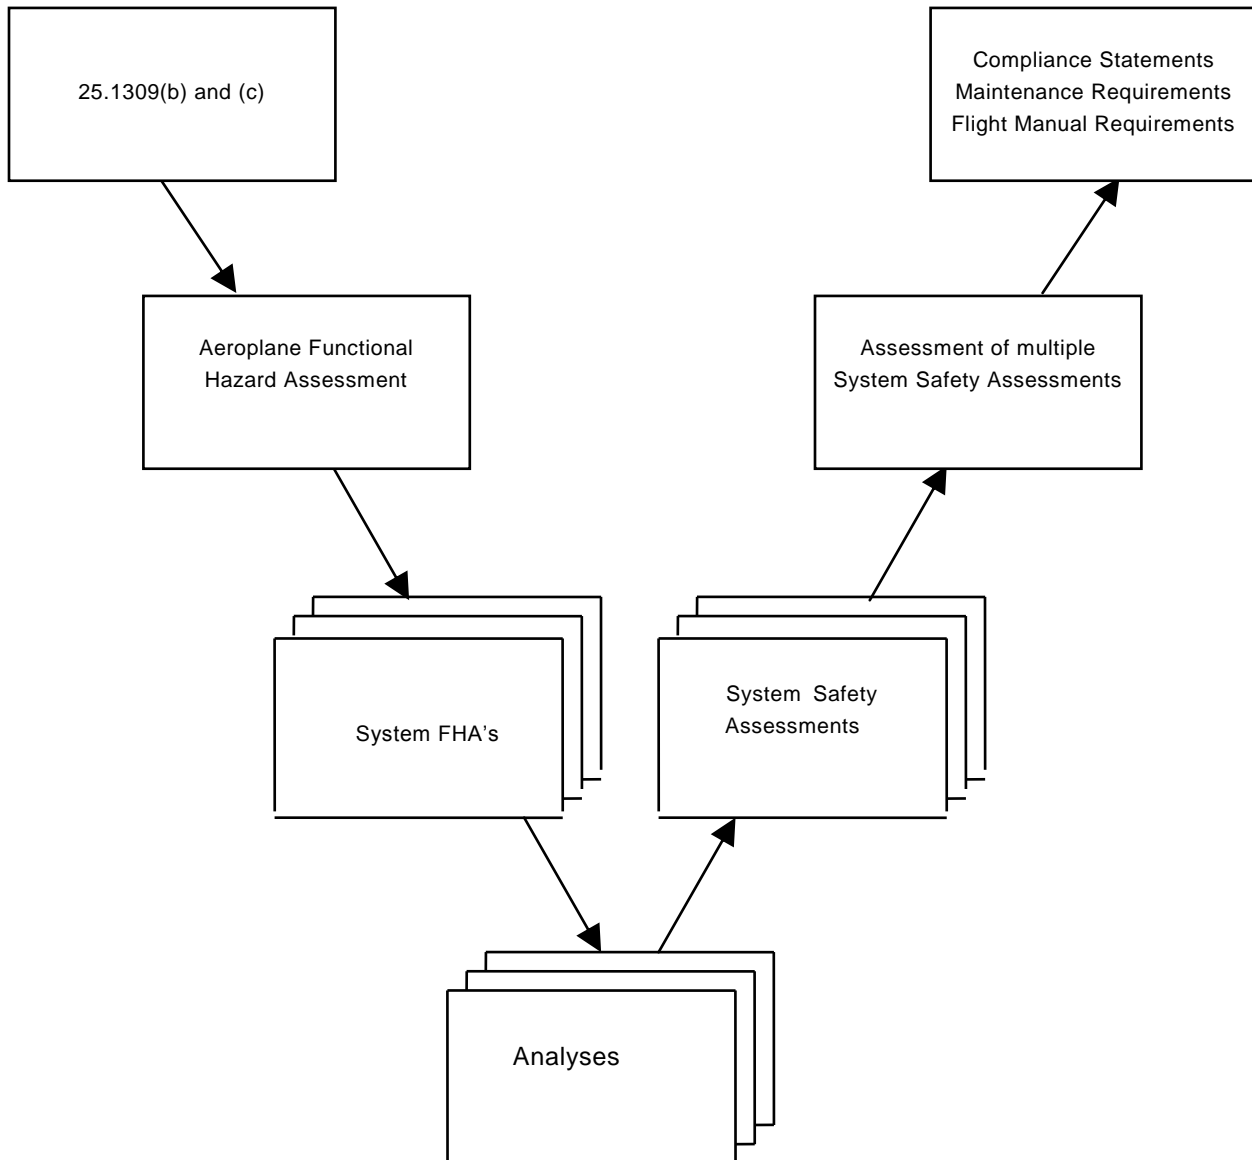 25.1309(b) and (c)
Compliance Statements
Maintenance Requirements
Flight Manual Requirements
Aeroplane Functional
Hazard Assessment
Assessment of multiple
System Safety Assessments
System FHA’s
System Safety
Assessments
Analyses